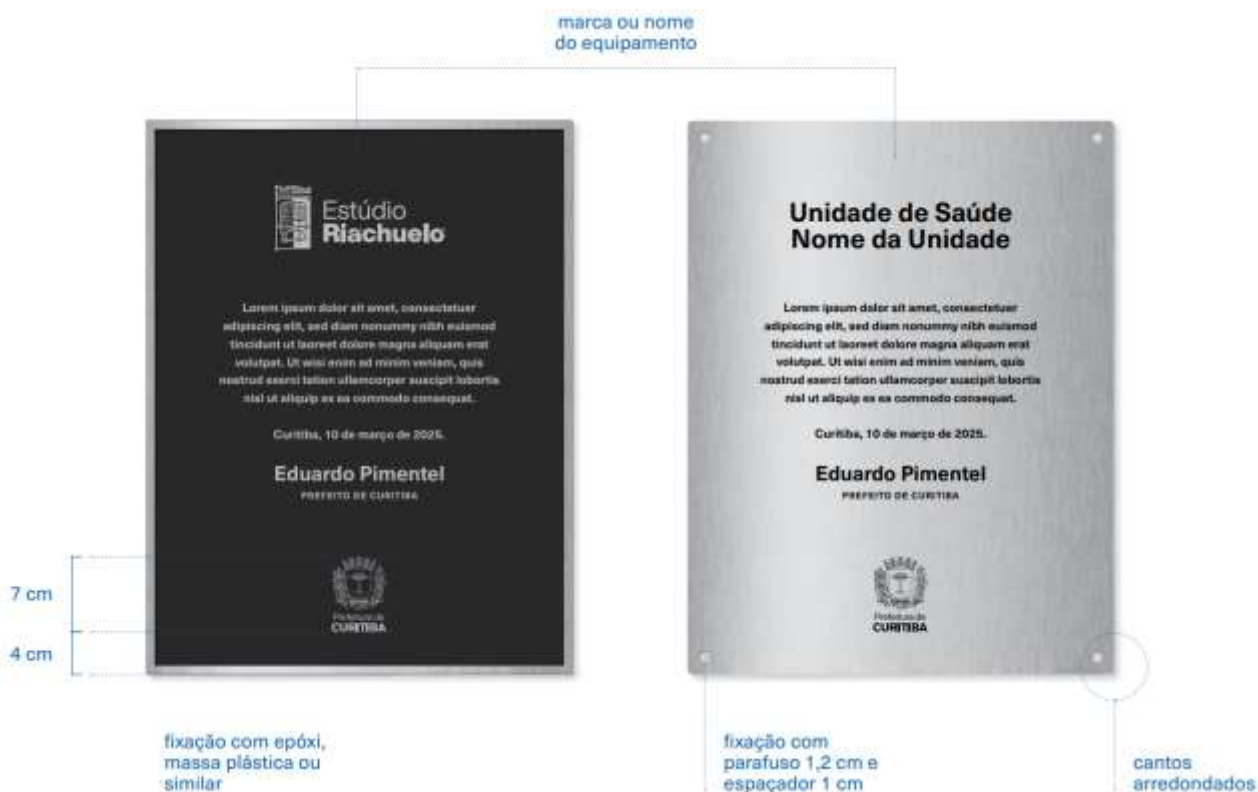 marca ou nome
do equipamento
Estúdio
Riachuelo
Lorem ipsum dolor sit amet, consectetuer
adipiscing elit, sed diam nonummy nibh euismod
tincidunt ut laoreet dolore magna aliquam erat
volutpat. Ut wisi enim ad minim veniam, quis
nostrud exerci tation ullamcorper suscipit lobortis
nisl ut aliquip ex ea commodo consequat.
Curitiba, 10 de março de 2025.
Eduardo Pimentel
PREFEITO DE CURITIBA
Prefeitura de
CURITIBA
Unidade de Saúde
Nome da Unidade
Lorem ipsum dolor sit amet, consectetuer
adipiscing elit, sed diam nonummy nibh euismod
tincidunt ut laoreet dolore magna aliquam erat
volutpat. Ut wisi enim ad minim veniam, quis
nostrud exerci tation ullamcorper suscipit lobortis
nisl ut aliquip ex ea commodo consequat.
Curitiba, 10 de março de 2025.
Eduardo Pimentel
PREFEITO DE CURITIBA
Prefeitura de
CURITIBA
7 cm
4 cm
fixação com epóxi,
massa plástica ou
similar
fixação com
parafuso 1,2 cm e
espaçador 1 cm
cantos
arredondados